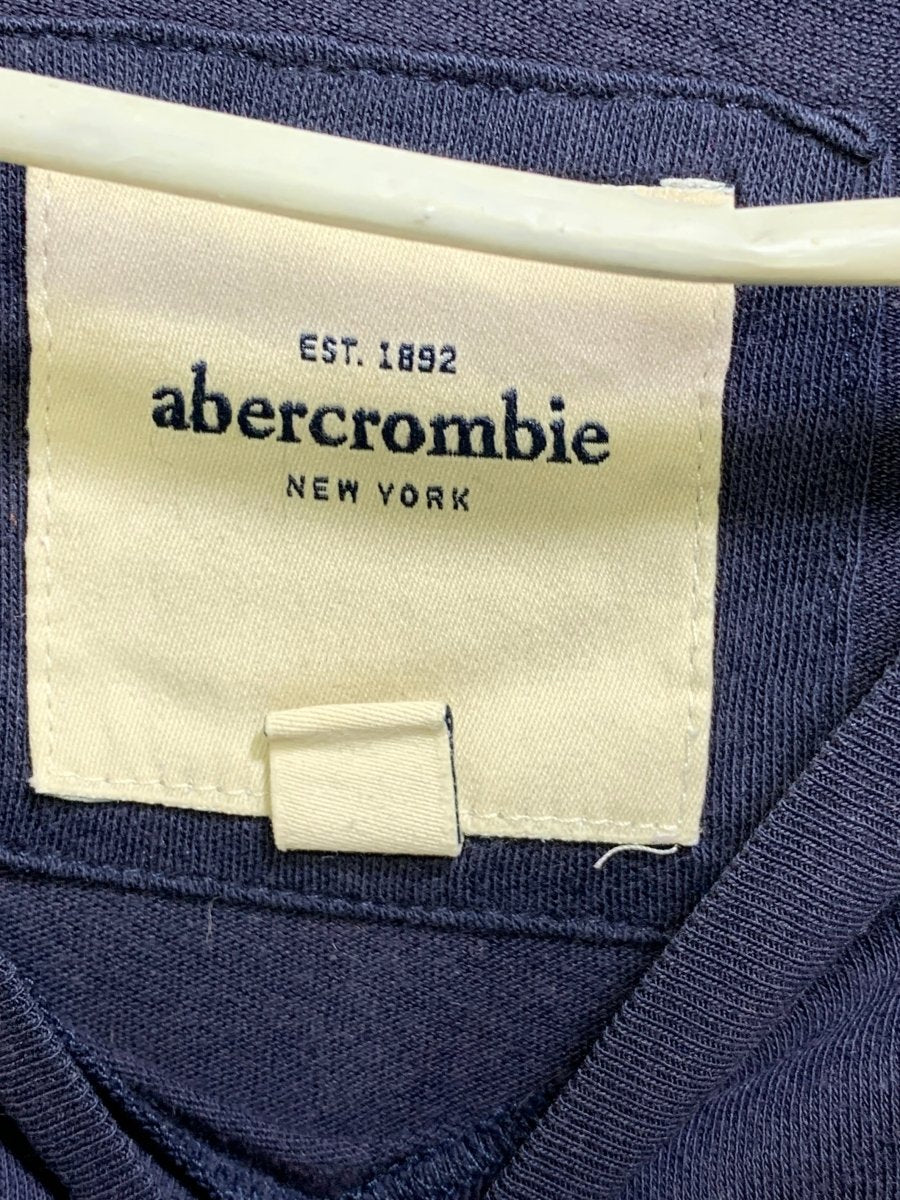 EST. 1892
abercrombie
NEW YORK